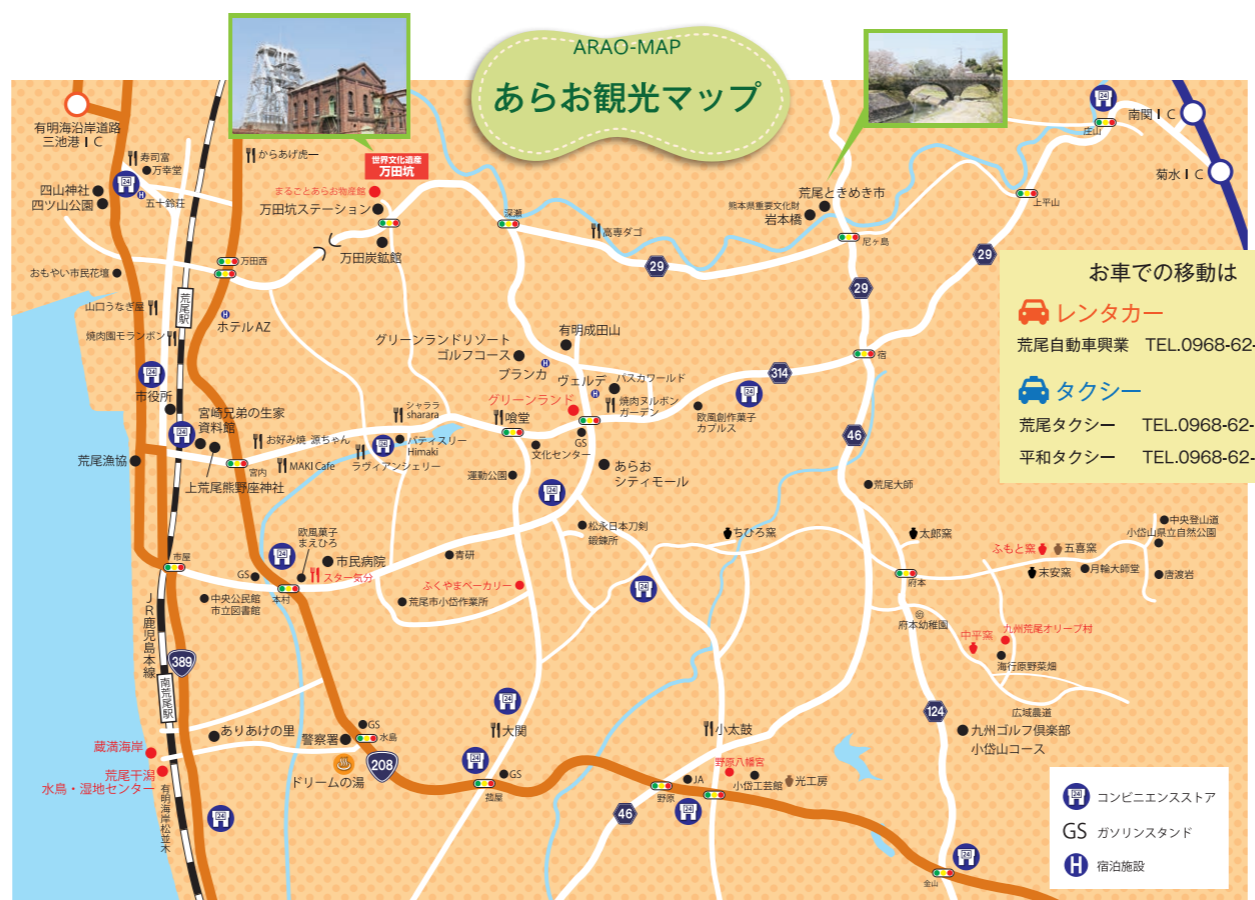 ARAO-MAP
あらお観光マップ
有明海沿岸道路
三池港IC
寿司富
万幸堂
四山神社
四ツ山公園
五十鈴荘
からあげ虎一
世界文化遺産
万田坑
まるごとあらお物産館
万田坑ステーション
万田炭鉱館
深瀬
高専ダゴ
荒尾ときめき市
熊本県重要文化財
岩本橋
尼ヶ島
上平山
庄山
南関IC
菊水IC
29
29
29
お車での移動は
レンタカー
荒尾自動車興業 TEL.0968-62-
タクシー
荒尾タクシー TEL.0968-62-
平和タクシー TEL.0968-62-
おもやい市民花壇
万田西
荒尾駅
山口うなぎ屋
焼肉園モランボン
ホテルAZ
グリーンランドリゾート
ゴルフコース
有明成田山
ブランカ
ヴェルデ
パスカワールド
グリーンランド
焼肉ヌルボン
ガーデン
314
宿
欧風創作菓子
カプルス
46
市役所
宮崎兄弟の生家
資料館
シャララ
sharara
喰堂
お好み焼 源ちゃん
パティスリー
Himaki
GS
文化センター
荒尾漁協
MAKI Cafe
ラヴィアンシェリー
宮内
上荒尾熊野座神社
運動公園
あらお
シティモール
荒尾大師
欧風菓子
まえひろ
松永日本刀剣
鍛錬所
ちひろ窯
太郎窯
中央登山道
小岱山県立自然公園
ふもと窯
五喜窯
市屋
市民病院
青研
GS
スター気分
本村
ふくやまベーカリー
府本
末安窯
月輪大師堂
唐渡岩
中央公民館
市立図書館
荒尾市小岱作業所
府本幼稚園
中平窯
九州荒尾オリーブ村
海行原野菜畑
JR鹿児島本線
389
南荒尾駅
広域農道
124
九州ゴルフ倶楽部
小岱山コース
ありあけの里
GS
警察署
水島
大関
小太鼓
蔵満海岸
208
ドリームの湯
荒尾干潟
水鳥・湿地センター
有明海岸松並木
GS
JA
野原八幡宮
小岱工芸館
光工房
野原
46
金山
コンビニエンスストア
GS ガソリンスタンド
H 宿泊施設